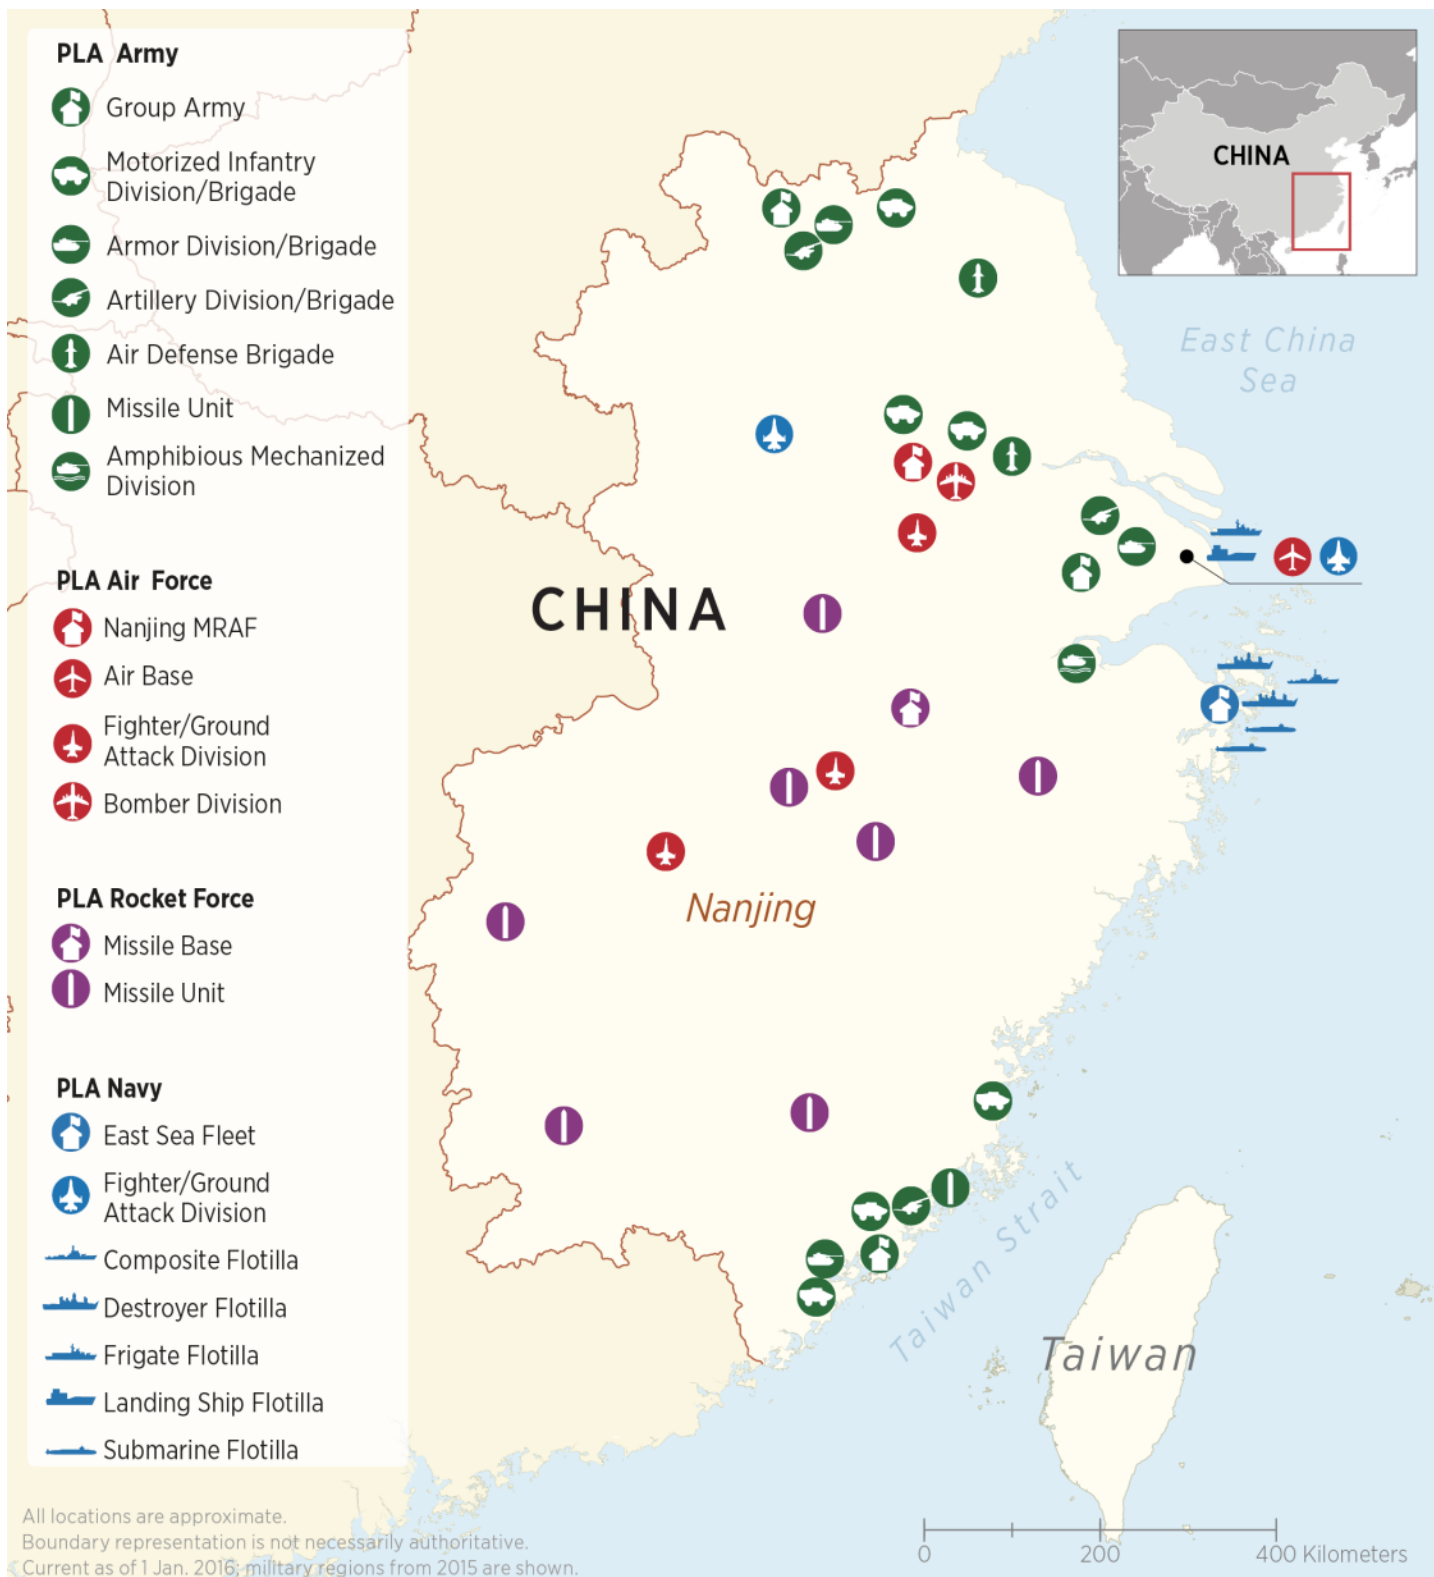 PLA Army
Group Army
Motorized Infantry
Division/Brigade
Armor Division/Brigade
Artillery Division/Brigade
Air Defense Brigade
Missile Unit
Amphibious Mechanized
Division
PLA Air Force
Nanjing MRAF
Air Base
Fighter/Ground
Attack Division
Bomber Division
PLA Rocket Force
Missile Base
Missile Unit
PLA Navy
East Sea Fleet
Fighter/Ground
Attack Division
Composite Flotilla
Destroyer Flotilla
Frigate Flotilla
Landing Ship Flotilla
Submarine Flotilla
All locations are approximate.
Boundary representation is not necessarily authoritative.
Current as of 1 Jan. 2016; military regions from 2015 are shown.
CHINA
East China
Sea
CHINA
Nanjing
Taiwan Strait
Taiwan
0 200 400 Kilometers